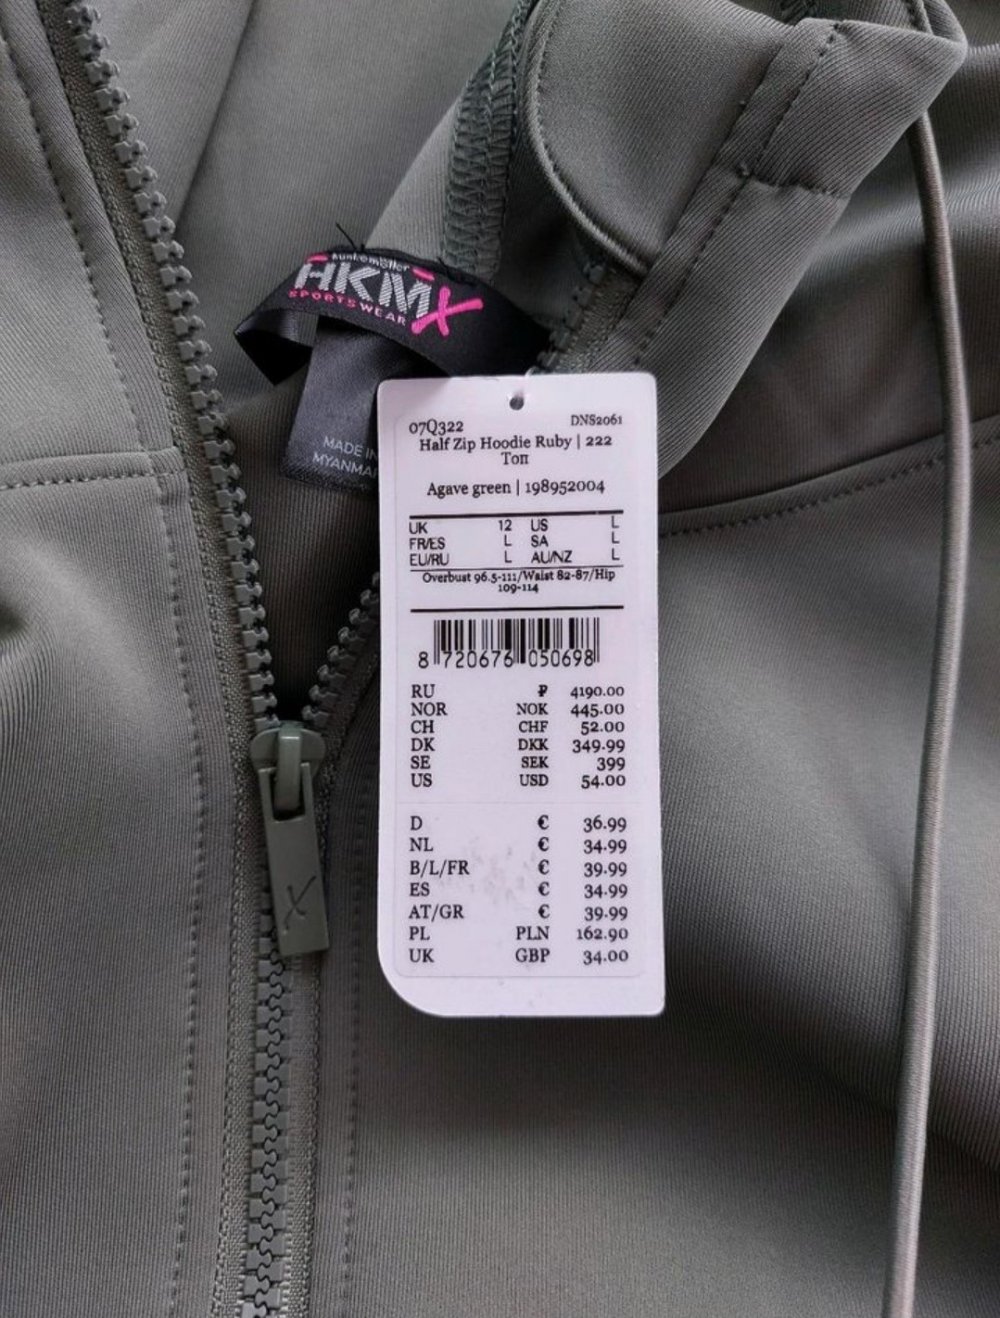 hunkemöller
HKMX
SPORTSWEAR
MADE IN
MYANMAR
07Q322 DNS2061
Half Zip Hoodie Ruby | 222
Топ
Agave green | 198952004
UK 12 US L
FR/ES L SA L
EU/RU L AU/NZ L
Overbust 96.5-111/Waist 82-87/Hip
109-114
8 720676 050698
RU ₽ 4190.00
NOR NOK 445.00
CH CHF 52.00
DK DKK 349.99
SE SEK 399
US USD 54.00
D € 36.99
NL € 34.99
B/L/FR € 39.99
ES € 34.99
AT/GR € 39.99
PL PLN 162.90
UK GBP 34.00